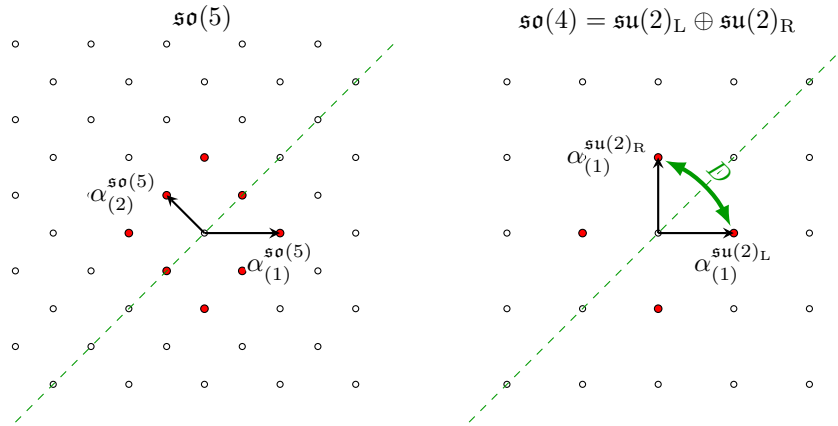 𝔰𝔬(5)
𝔰𝔬(4) = 𝔰𝔲(2)_L ⊕ 𝔰𝔲(2)_R
α_{(2)}^{𝔰𝔬(5)}
α_{(1)}^{𝔰𝔬(5)}
α_{(1)}^{𝔰𝔲(2)_R}
D
α_{(1)}^{𝔰𝔲(2)_L}